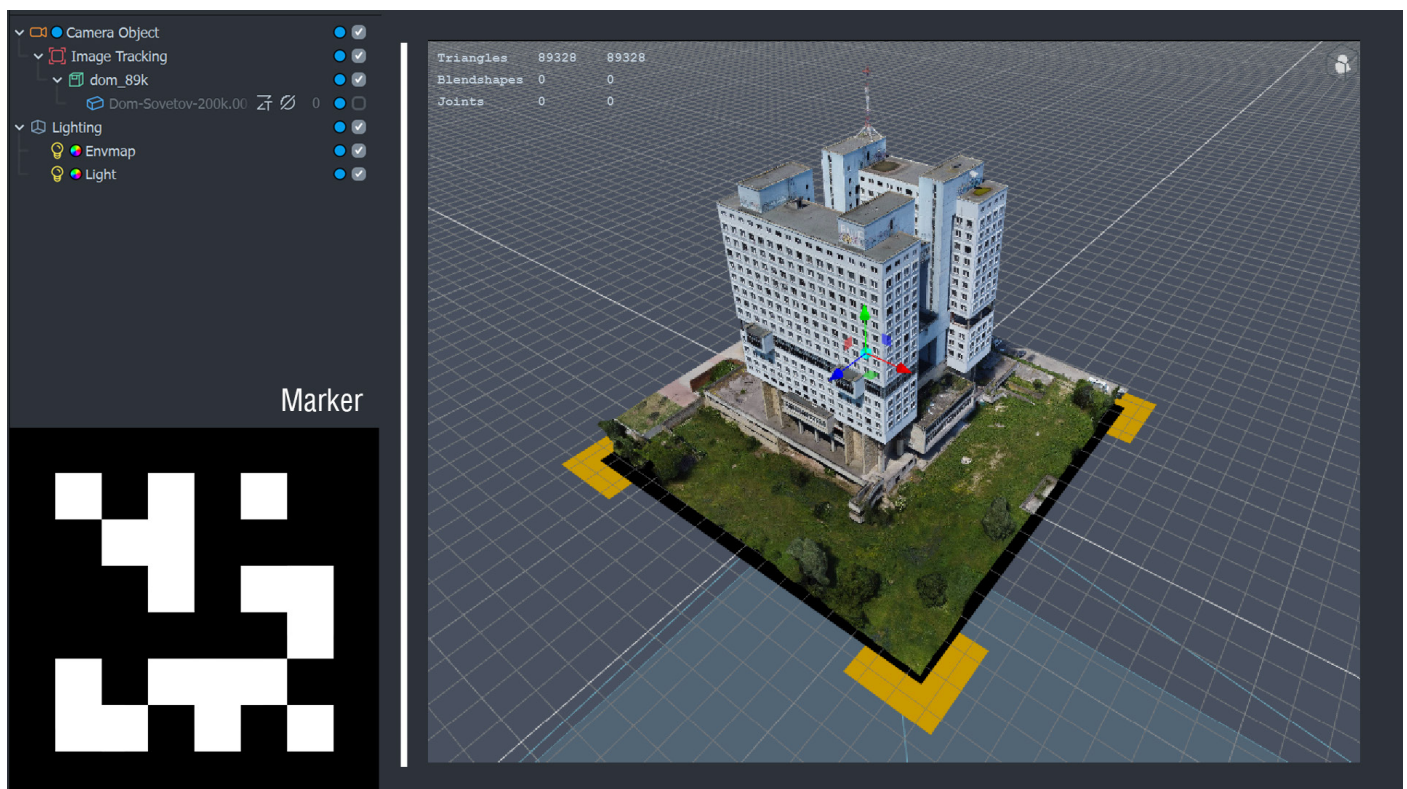 Camera Object
Image Tracking
dom_89k
Dom-Sovetov-200k.00 0
Lighting
Envmap
Light
Marker
Triangles 89328 89328
Blendshapes 0 0
Joints 0 0